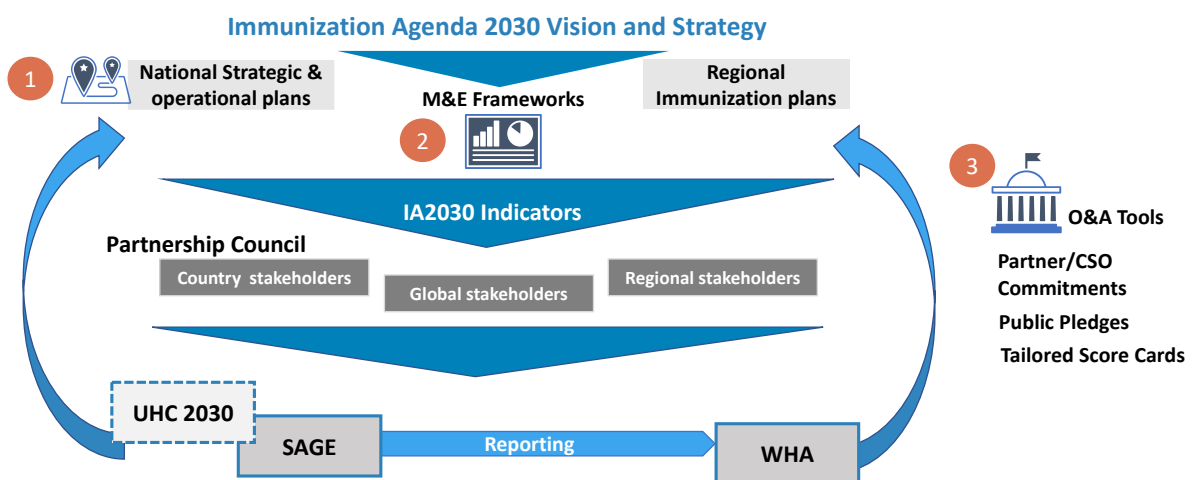 Immunization Agenda 2030 Vision and Strategy
1
National Strategic &
operational plans
M&E Frameworks
2
Regional
Immunization plans
3
O&A Tools
Partner/CSO
Commitments
Public Pledges
Tailored Score Cards
IA2030 Indicators
Partnership Council
Country stakeholders
Global stakeholders
Regional stakeholders
UHC 2030
SAGE
Reporting
WHA